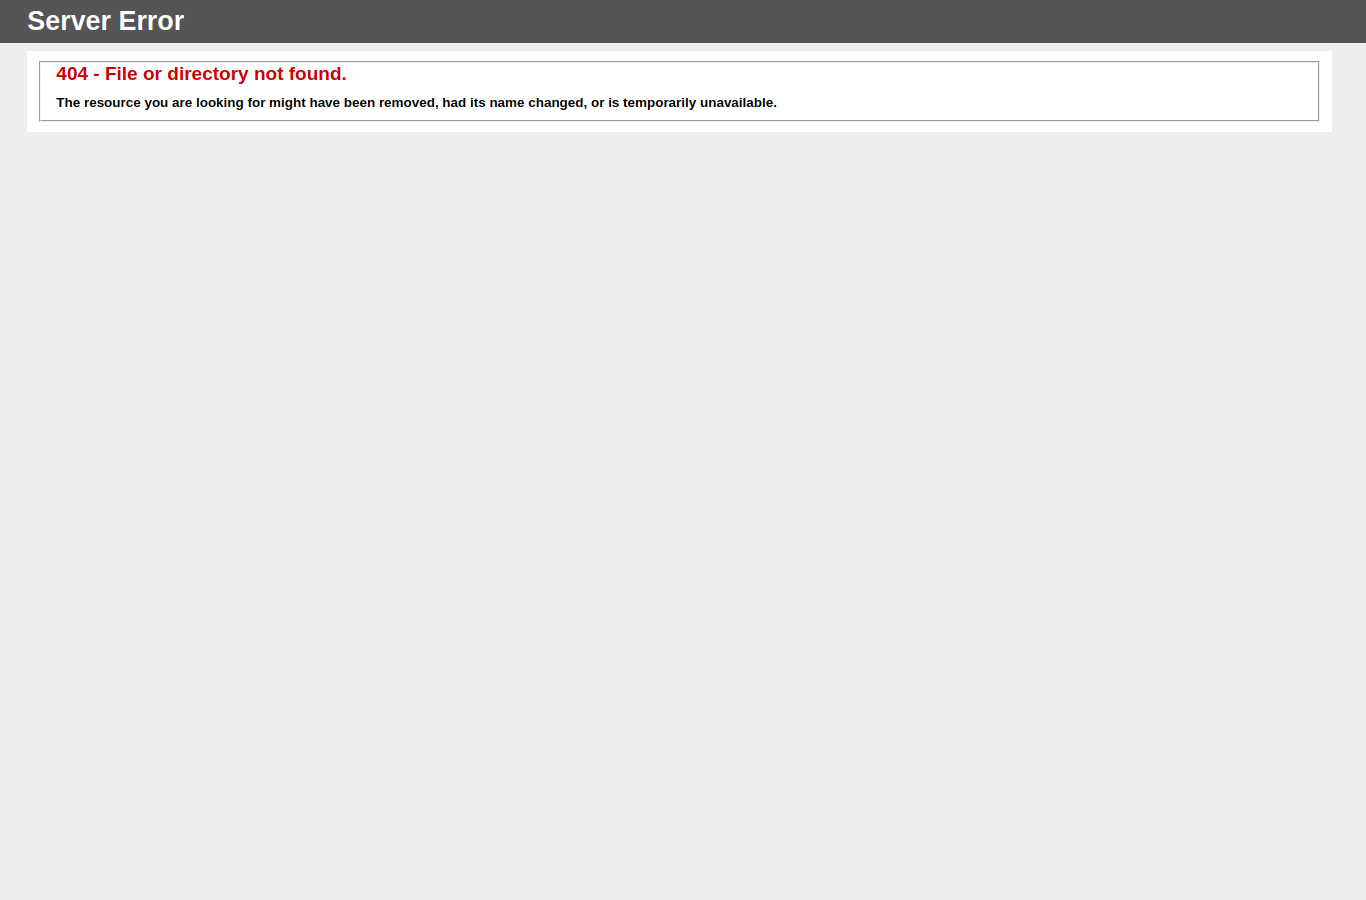 Server Error
404 - File or directory not found.
The resource you are looking for might have been removed, had its name changed, or is temporarily unavailable.